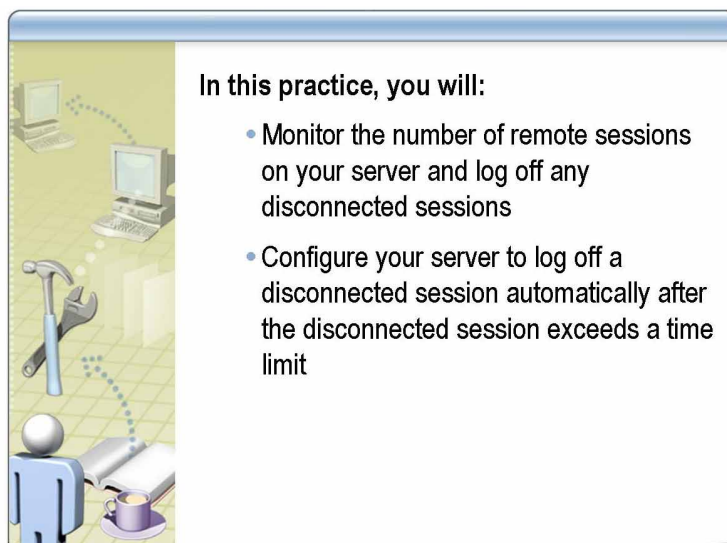 In this practice, you will:
• Monitor the number of remote sessions
on your server and log off any
disconnected sessions
• Configure your server to log off a
disconnected session automatically after
the disconnected session exceeds a time
limit